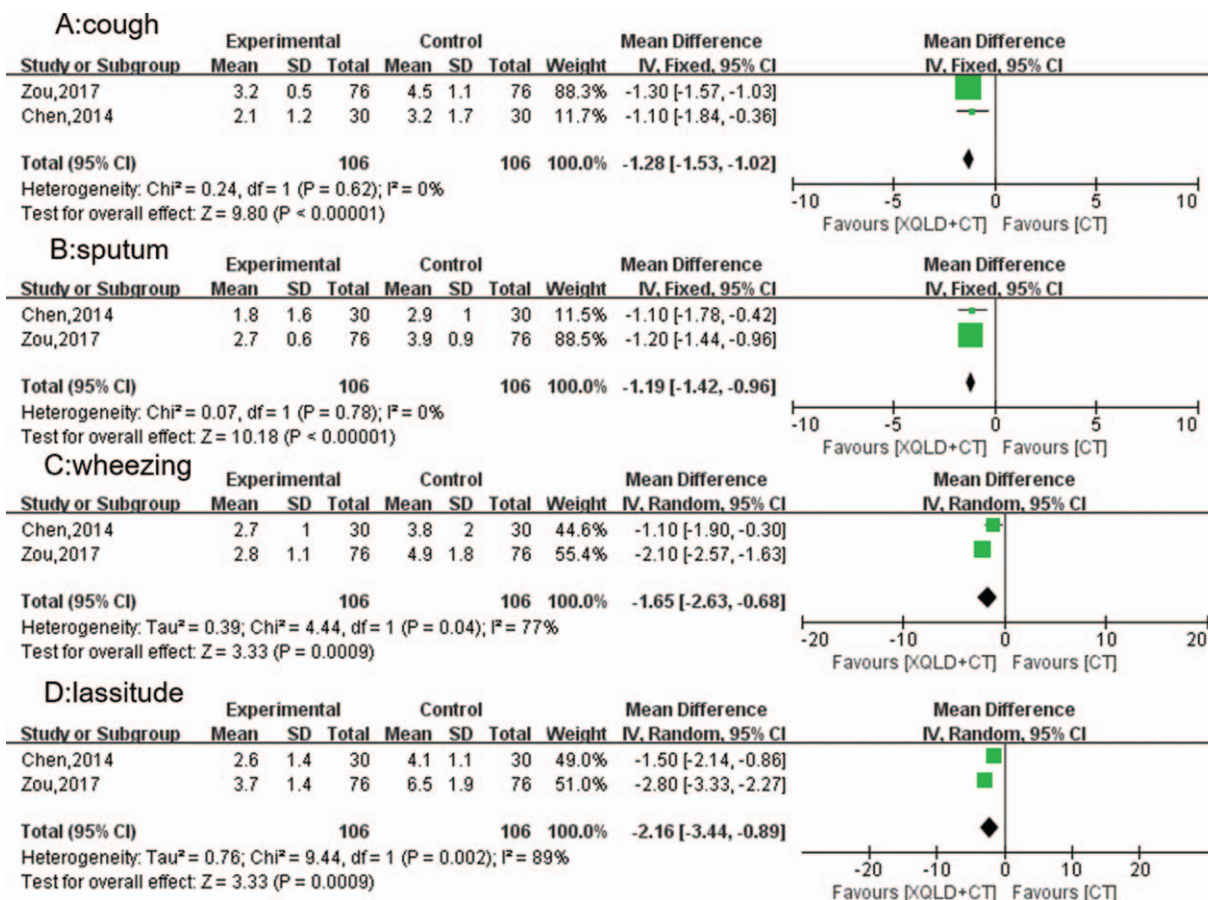 A:cough
Experimental Control Mean Difference Mean Difference
Study or Subgroup Mean SD Total Mean SD Total Weight IV, Fixed, 95% CI IV, Fixed, 95% CI
Zou,2017 3.2 0.5 76 4.5 1.1 76 88.3% -1.30 [-1.57, -1.03]
Chen,2014 2.1 1.2 30 3.2 1.7 30 11.7% -1.10 [-1.84, -0.36]
Total (95% CI) 106 106 100.0% -1.28 [-1.53, -1.02]
Heterogeneity: Chi² = 0.24, df = 1 (P = 0.62); I² = 0%
Test for overall effect: Z = 9.80 (P < 0.00001)
-10 -5 0 5 10
Favours [XQLD+CT] Favours [CT]
B:sputum
Experimental Control Mean Difference Mean Difference
Study or Subgroup Mean SD Total Mean SD Total Weight IV, Fixed, 95% CI IV, Fixed, 95% CI
Chen,2014 1.8 1.6 30 2.9 1 30 11.5% -1.10 [-1.78, -0.42]
Zou,2017 2.7 0.6 76 3.9 0.9 76 88.5% -1.20 [-1.44, -0.96]
Total (95% CI) 106 106 100.0% -1.19 [-1.42, -0.96]
Heterogeneity: Chi² = 0.07, df = 1 (P = 0.78); I² = 0%
Test for overall effect: Z = 10.18 (P < 0.00001)
-10 -5 0 5 10
Favours [XQLD+CT] Favours [CT]
C:wheezing
Experimental Control Mean Difference Mean Difference
Study or Subgroup Mean SD Total Mean SD Total Weight IV, Random, 95% CI IV, Random, 95% CI
Chen,2014 2.7 1 30 3.8 2 30 44.6% -1.10 [-1.90, -0.30]
Zou,2017 2.8 1.1 76 4.9 1.8 76 55.4% -2.10 [-2.57, -1.63]
Total (95% CI) 106 106 100.0% -1.65 [-2.63, -0.68]
Heterogeneity: Tau² = 0.39; Chi² = 4.44, df = 1 (P = 0.04); I² = 77%
Test for overall effect: Z = 3.33 (P = 0.0009)
-20 -10 0 10 20
Favours [XQLD+CT] Favours [CT]
D:lassitude
Experimental Control Mean Difference Mean Difference
Study or Subgroup Mean SD Total Mean SD Total Weight IV, Random, 95% CI IV, Random, 95% CI
Chen,2014 2.6 1.4 30 4.1 1.1 30 49.0% -1.50 [-2.14, -0.86]
Zou,2017 3.7 1.4 76 6.5 1.9 76 51.0% -2.80 [-3.33, -2.27]
Total (95% CI) 106 106 100.0% -2.16 [-3.44, -0.89]
Heterogeneity: Tau² = 0.76; Chi² = 9.44, df = 1 (P = 0.002); I² = 89%
Test for overall effect: Z = 3.33 (P = 0.0009)
-20 -10 0 10 20
Favours [XQLD+CT] Favours [CT]